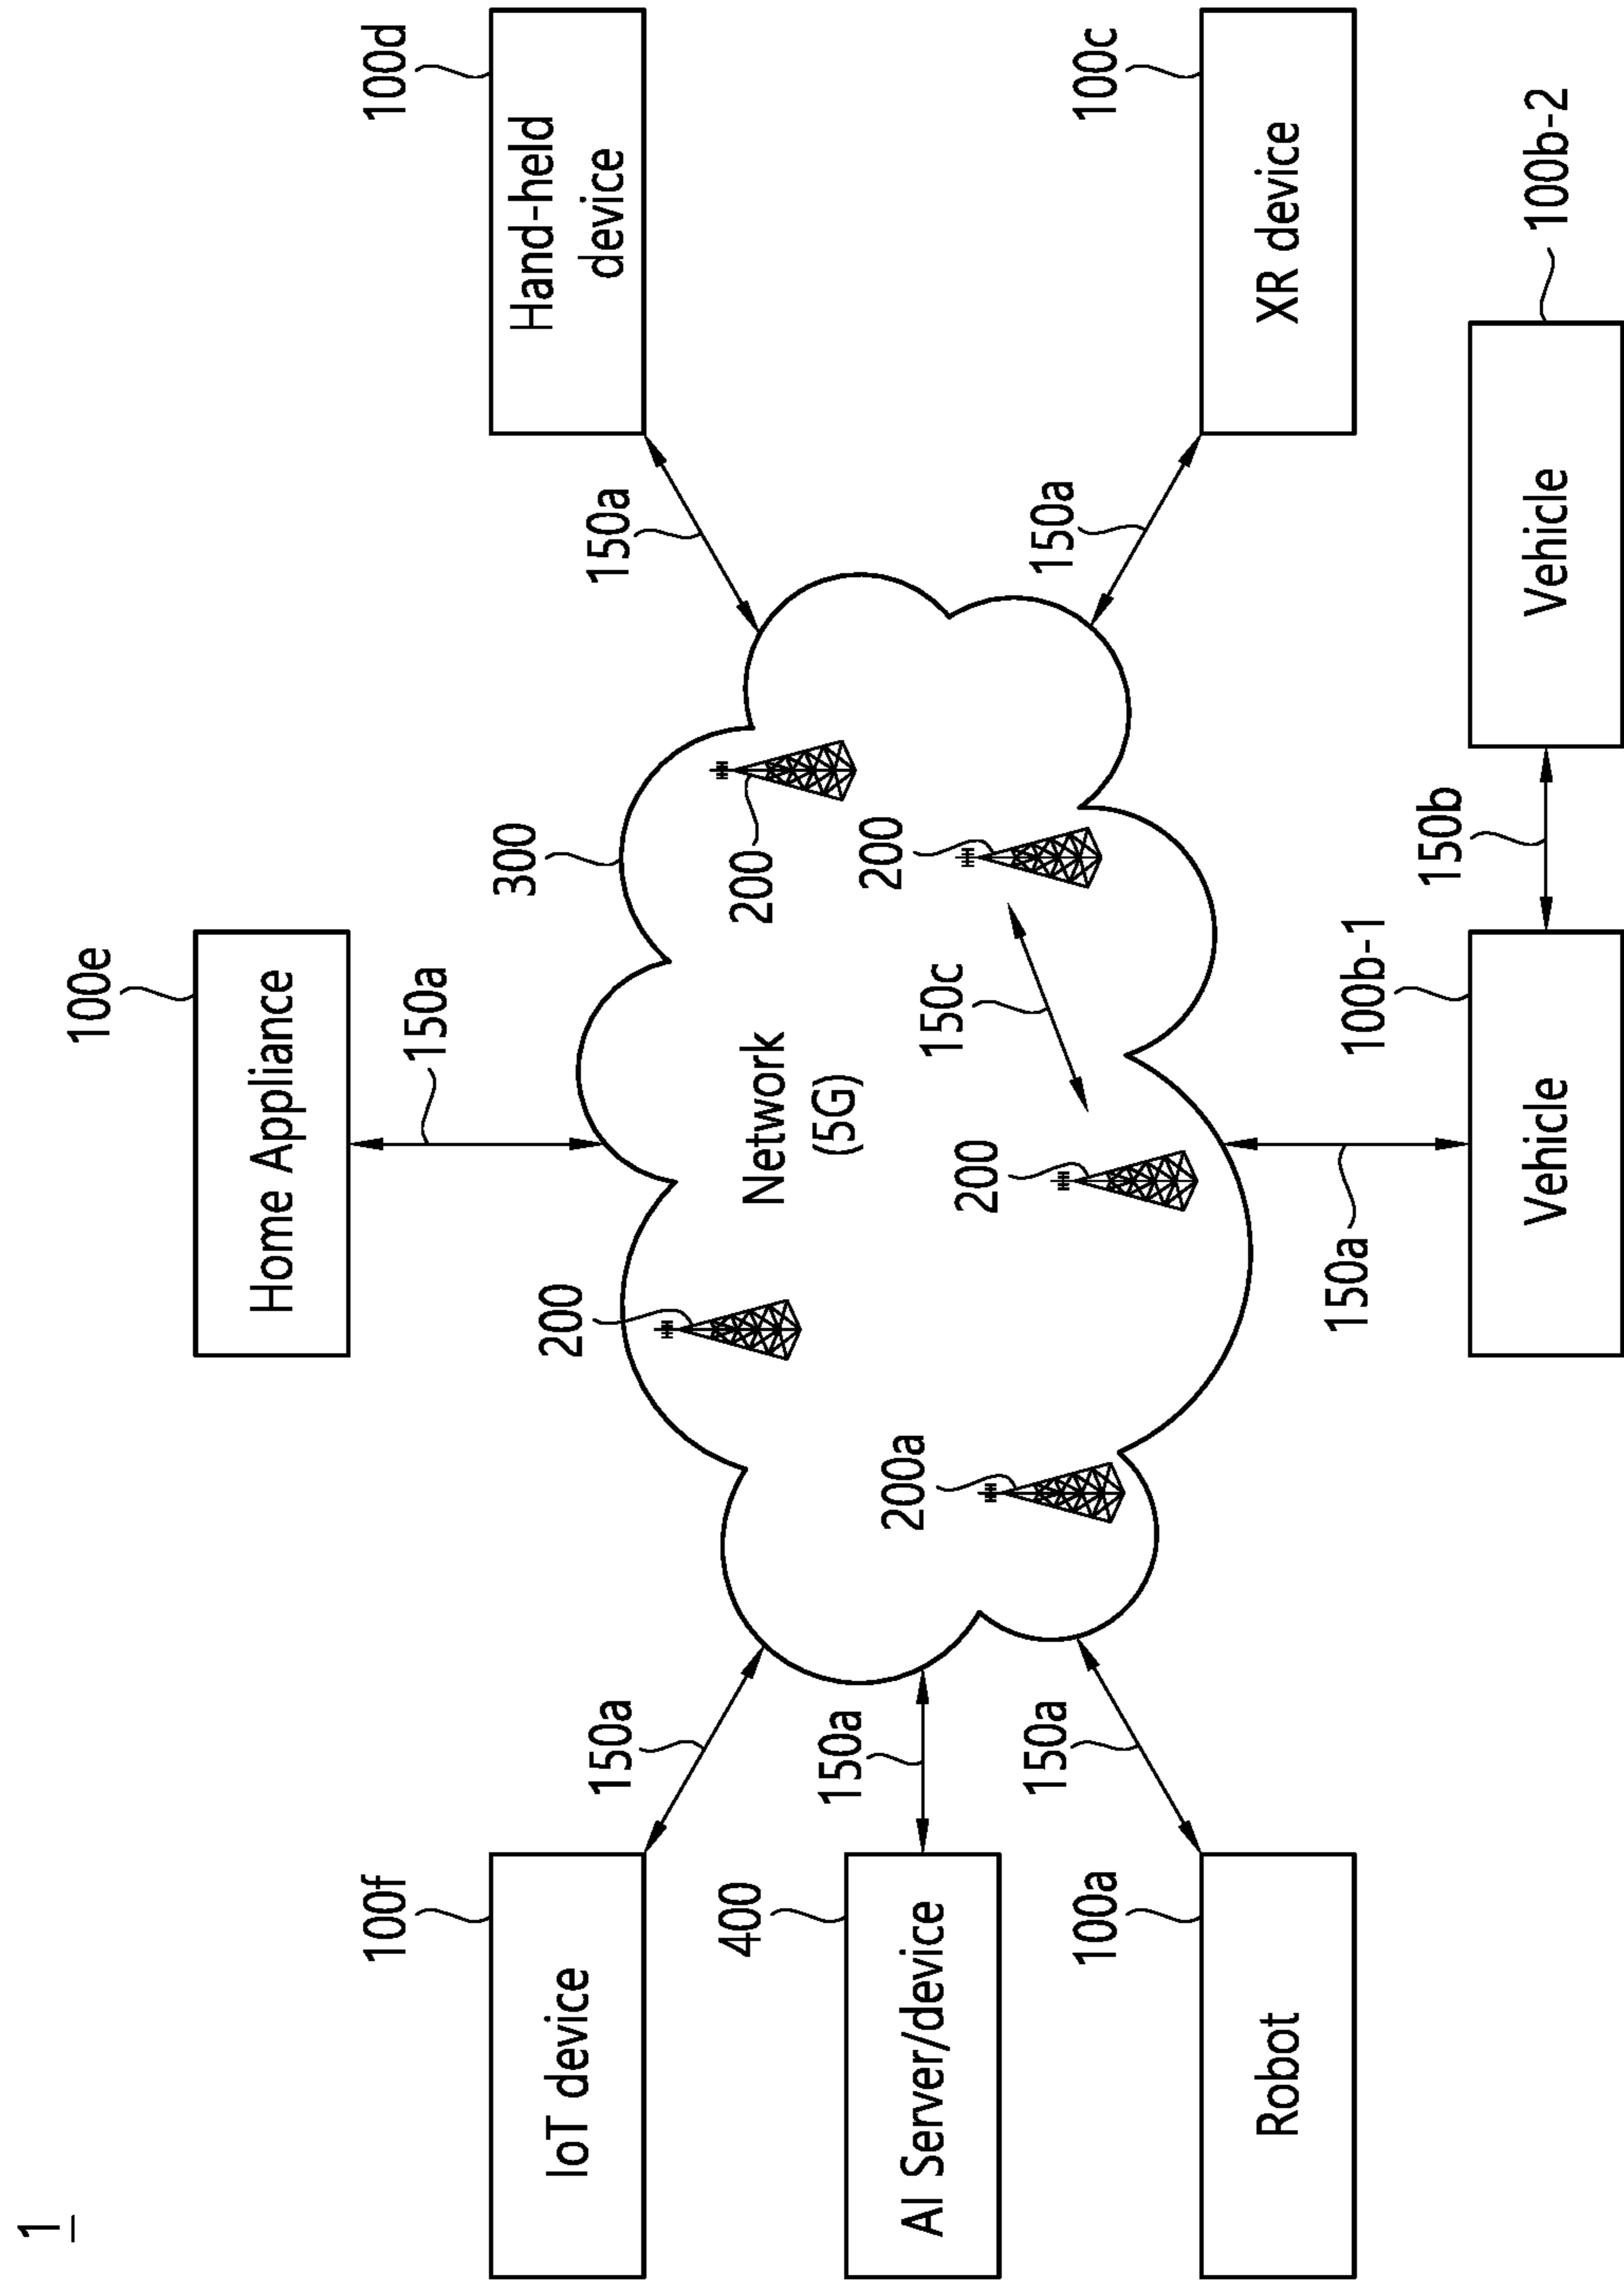 1
100e
Home Appliance
150a
100f
IoT device
150a
300
150a
100d
Hand-held
device
200
Network
(5G)
200
400
AI Server/device
150a
200a
200
150c
200
100a
Robot
150a
150a
100c
XR device
150a
100b-1
Vehicle
150b
Vehicle
100b-2